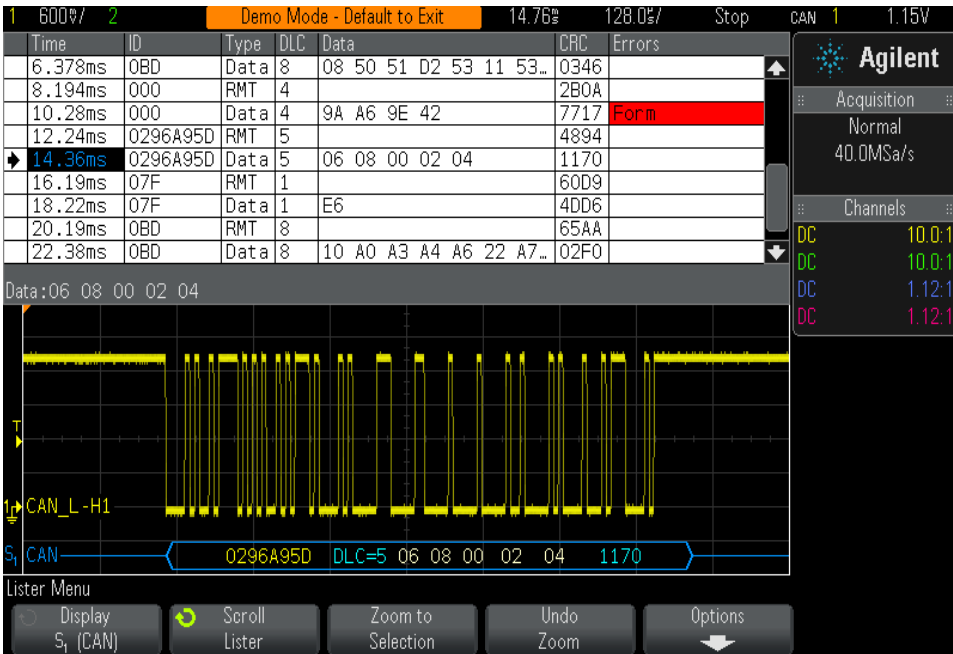 1 600♈/ 2 Demo Mode - Default to Exit 14.76s 128.0s/ Stop CAN 1 1.15V
Time ID Type DLC Data CRC Errors
6.378ms 0BD Data 8 08 50 51 D2 53 11 53… 0346
8.194ms 000 RMT 4 2B0A
10.28ms 000 Data 4 9A A6 9E 42 7717 Form
12.24ms 0296A95D RMT 5 4894
14.36ms 0296A95D Data 5 06 08 00 02 04 1170
16.19ms 07F RMT 1 60D9
18.22ms 07F Data 1 E6 4DD6
20.19ms 0BD RMT 8 65AA
22.38ms 0BD Data 8 10 A0 A3 A4 A6 22 A7… 02F0
Data:06 08 00 02 04
Agilent
Acquisition
Normal
40.0MSa/s
Channels
DC 10.0:1
DC 10.0:1
DC 1.12:1
DC 1.12:1
T
1 CAN_L-H1
S₁ CAN 0296A95D DLC=5 06 08 00 02 04 1170
Lister Menu
Display
S₁ (CAN)
Scroll
Lister
Zoom to
Selection
Undo
Zoom
Options